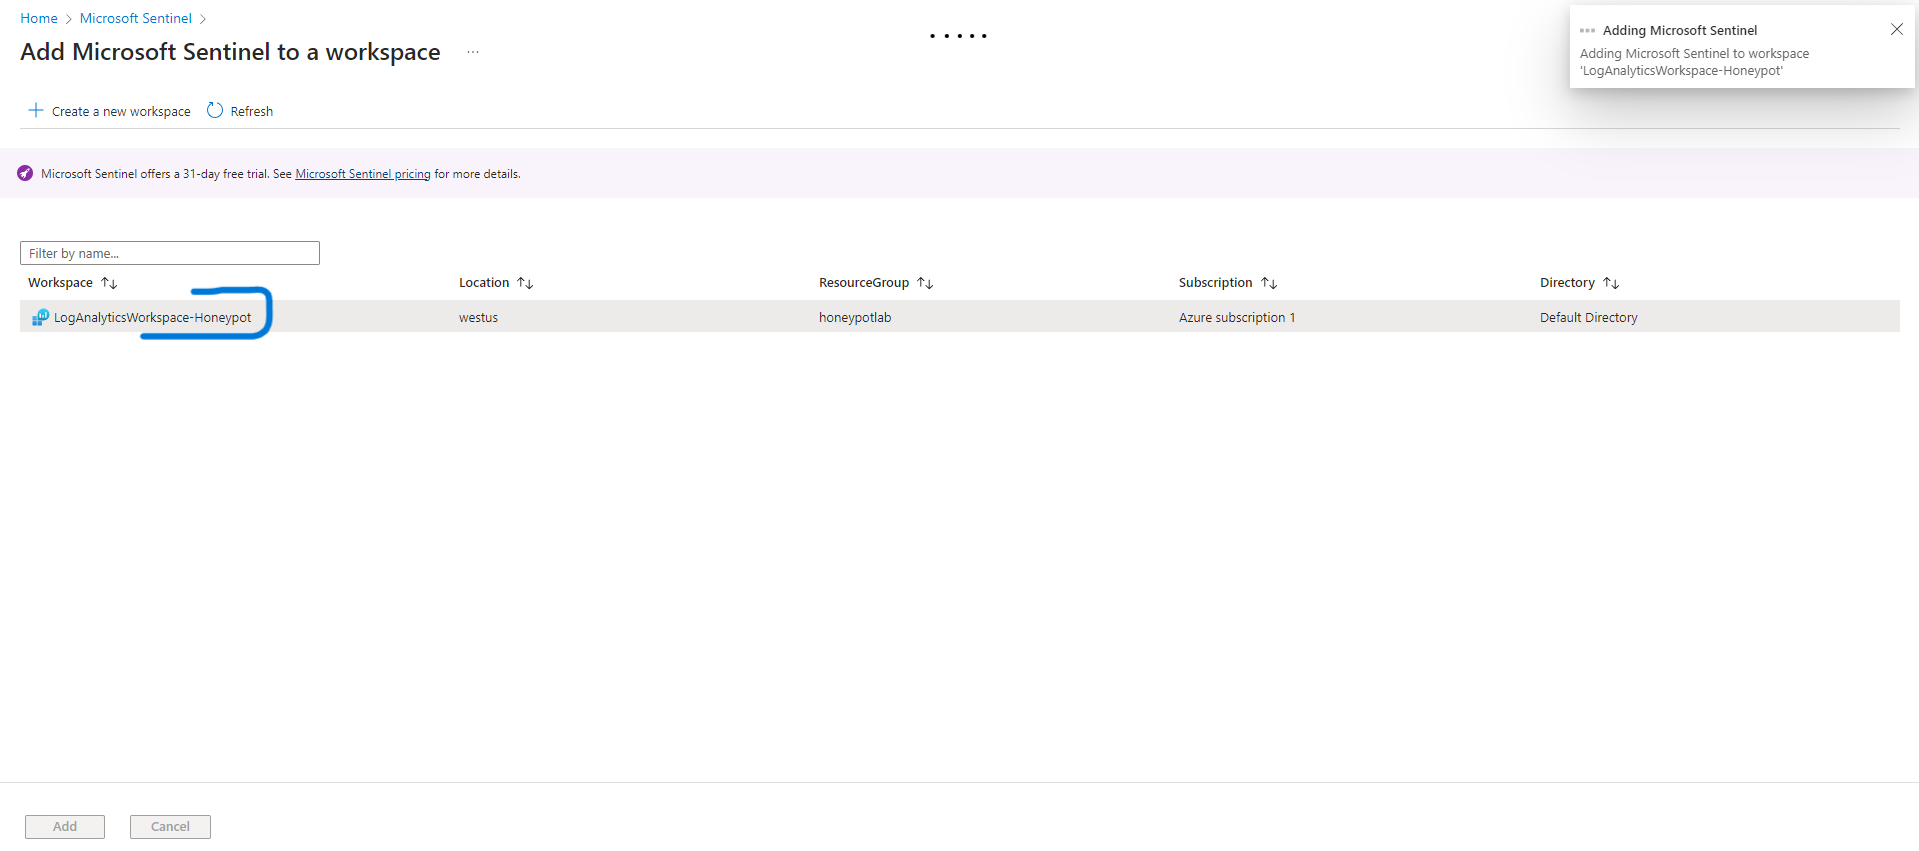 Home > Microsoft Sentinel >
Add Microsoft Sentinel to a workspace ...
Adding Microsoft Sentinel
Adding Microsoft Sentinel to workspace
'LogAnalyticsWorkspace-Honeypot'
Create a new workspace Refresh
Microsoft Sentinel offers a 31-day free trial. See Microsoft Sentinel pricing for more details.
Filter by name...
Workspace Location ResourceGroup Subscription Directory
LogAnalyticsWorkspace-Honeypot westus honeypotlab Azure subscription 1 Default Directory
Add Cancel